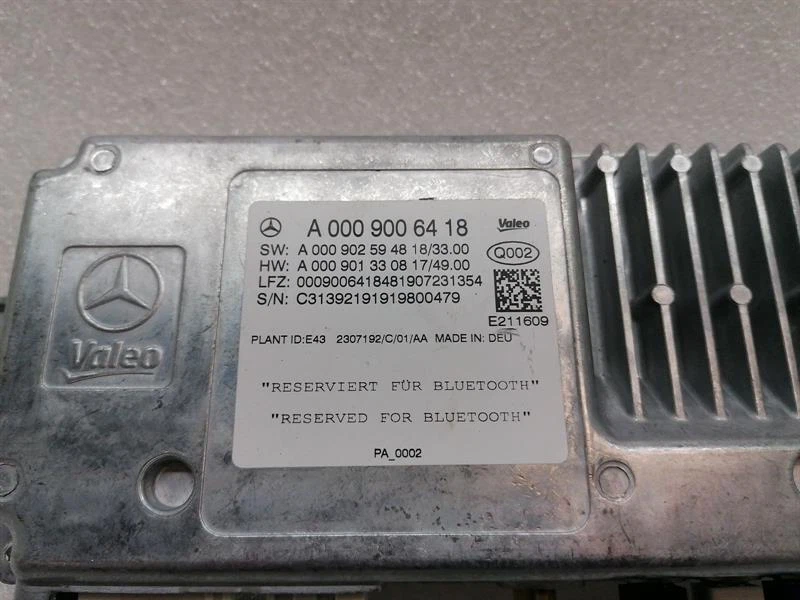 A 000 900 64 18
Valeo
SW: A 000 902 59 48 18/33.00
HW: A 000 901 33 08 17/49.00
Q002
LFZ: 0009006418481907231354
S/N: C31392191919800479
E211609
PLANT ID:E43 2307192/C/01/AA MADE IN: DEU
"RESERVIERT FÜR BLUETOOTH"
"RESERVED FOR BLUETOOTH"
PA_0002
Valeo